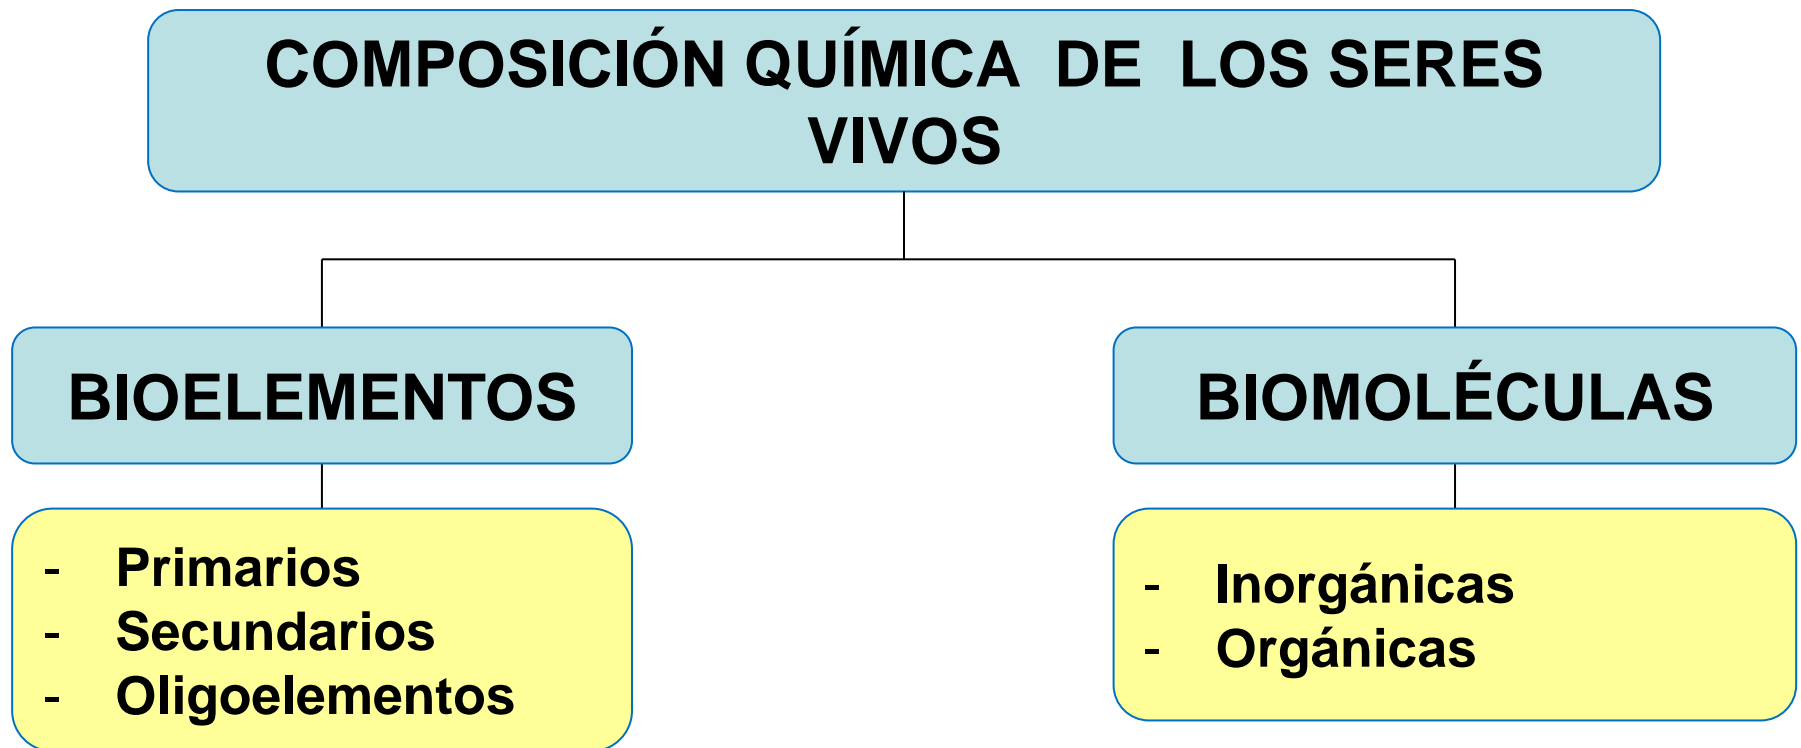 COMPOSICIÓN QUÍMICA DE LOS SERES
VIVOS
BIOELEMENTOS
BIOMOLÉCULAS
- Primarios
- Secundarios
- Oligoelementos
- Inorgánicas
- Orgánicas